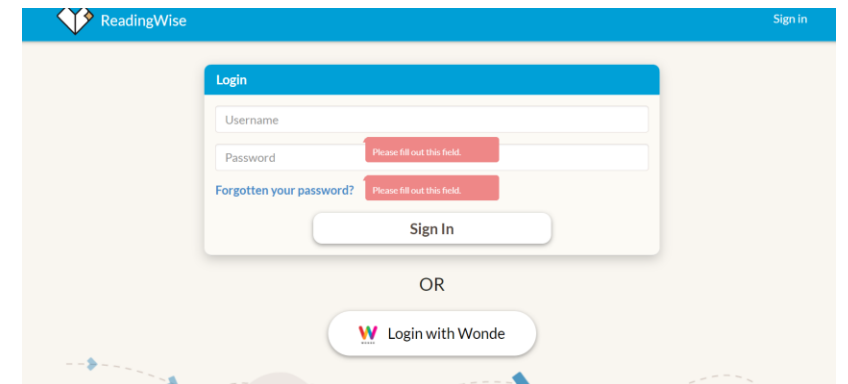 ReadingWise
Sign in
Login
Username
Password
Please fill out this field.
Forgotten your password?
Please fill out this field.
Sign In
OR
Login with Wonde